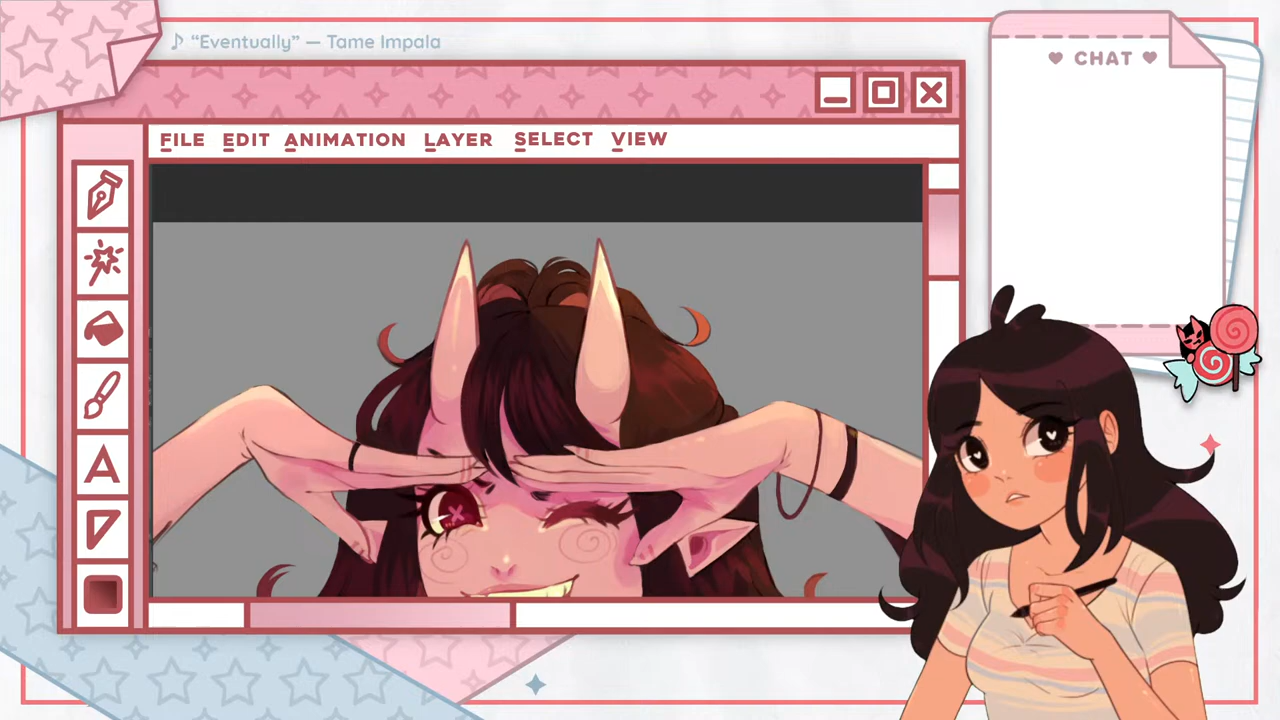 ♪ “Eventually” — Tame Impala
♥ CHAT ♥
FILE EDIT ANIMATION LAYER SELECT VIEW
A